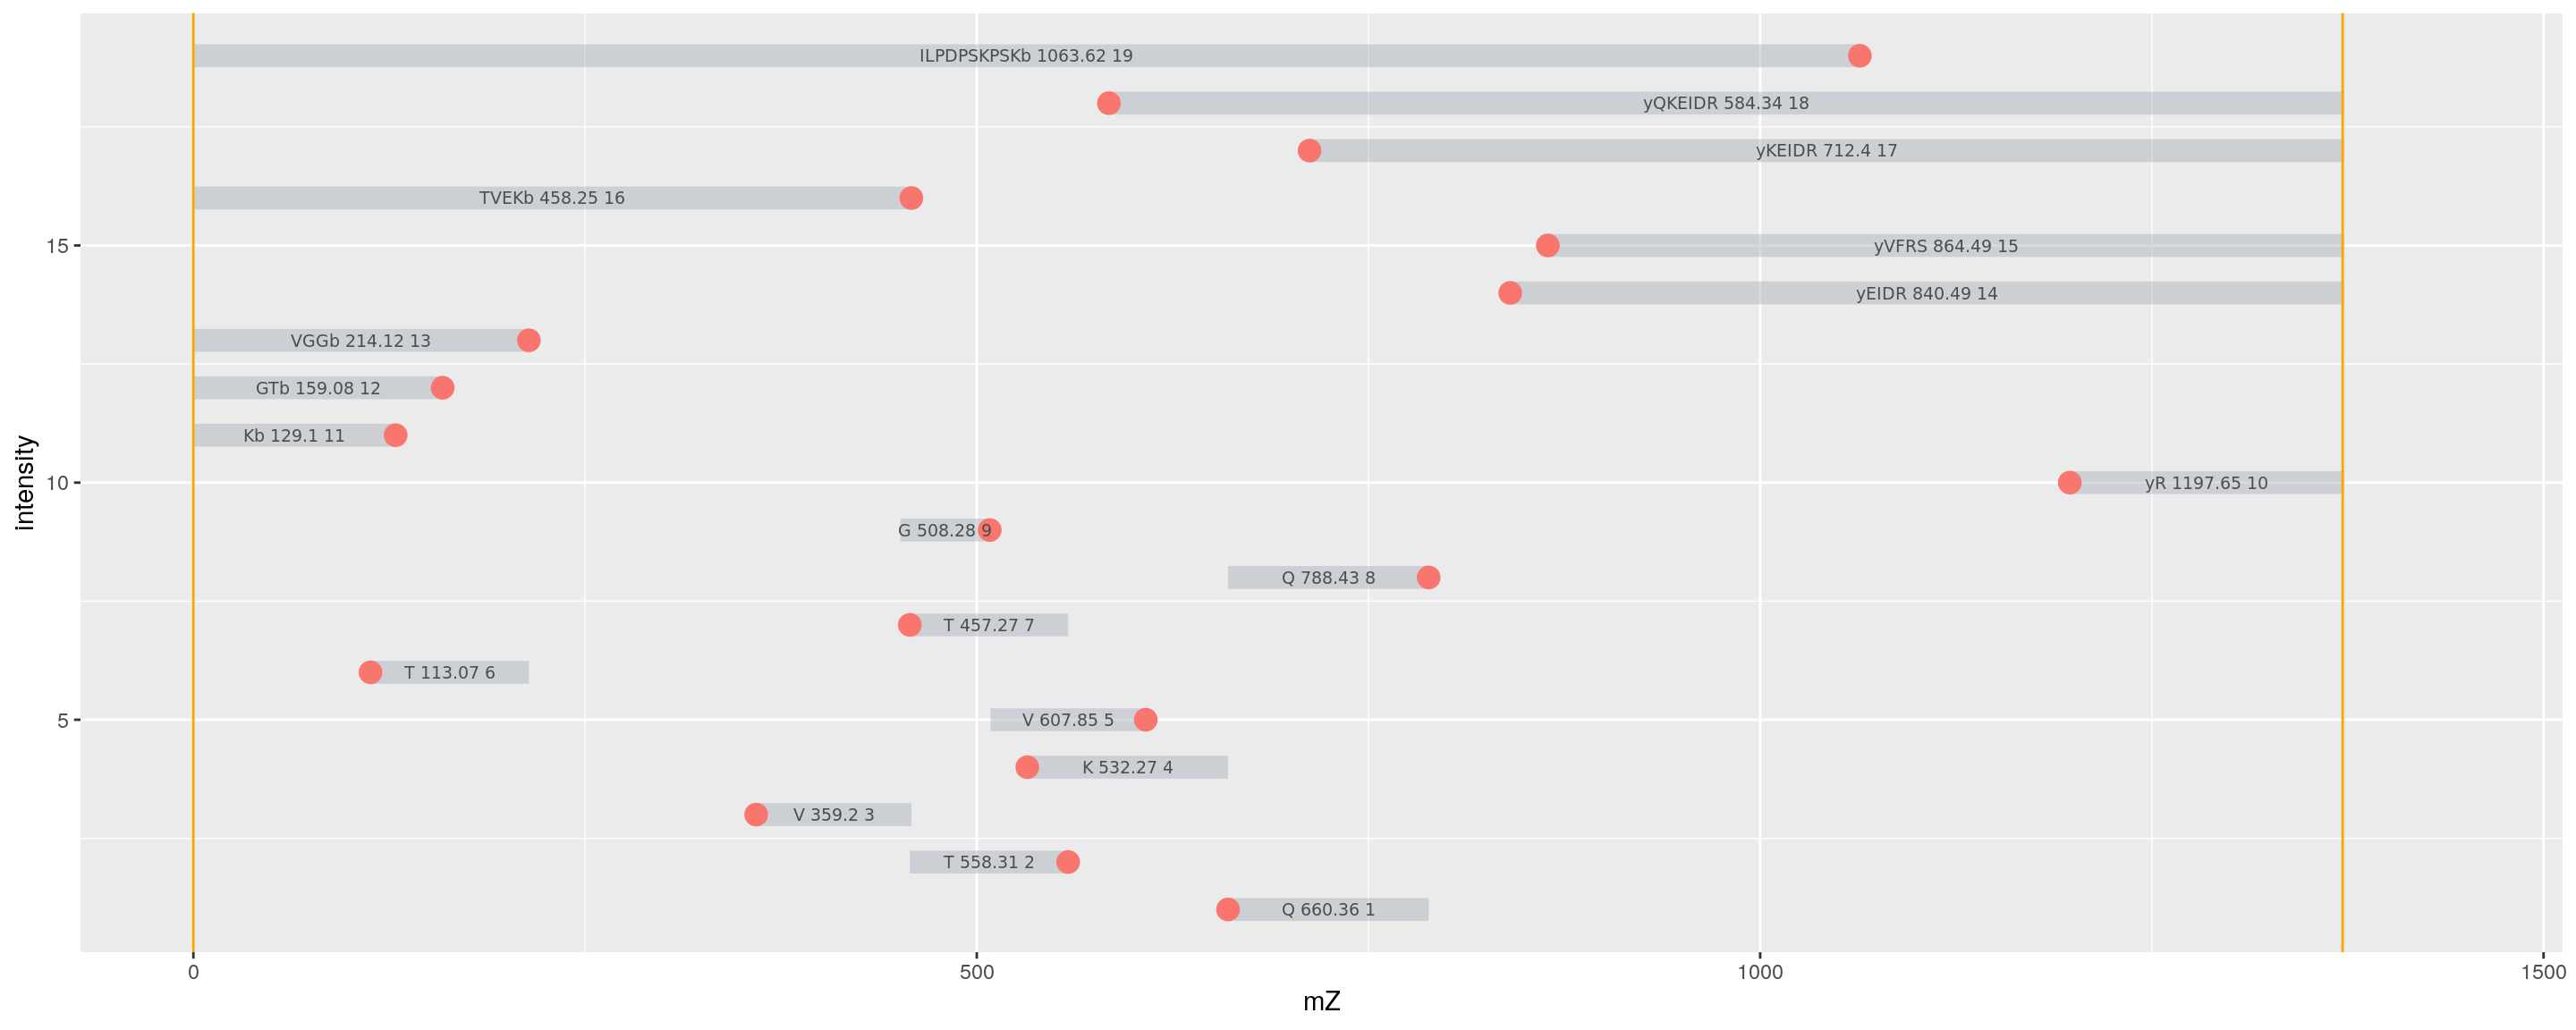 ILPDPSKPSKb 1063.62 19
yQKEIDR 584.34 18
yKEIDR 712.4 17
TVEKb 458.25 16
15
yVFRS 864.49 15
yEIDR 840.49 14
VGGb 214.12 13
GTb 159.08 12
Kb 129.1 11
10
yR 1197.65 10
G 508.28 9
Q 788.43 8
T 457.27 7
T 113.07 6
5
V 607.85 5
K 532.27 4
V 359.2 3
T 558.31 2
Q 660.36 1
intensity
0 500 1000 1500
mZ